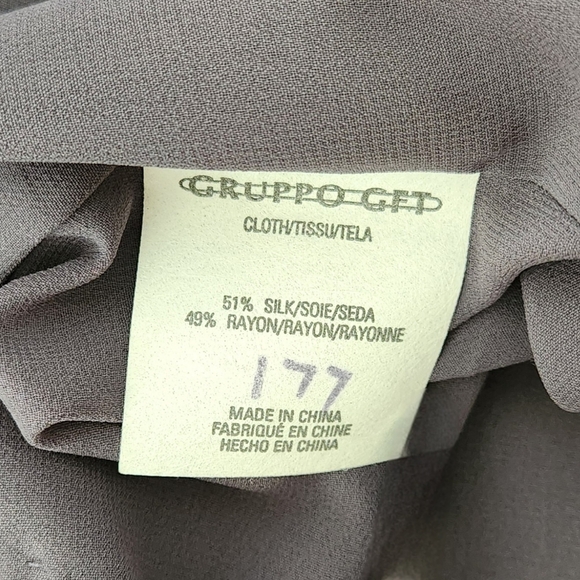 GRUPPO GFT
CLOTH/TISSU/TELA
51% SILK/SOIE/SEDA
49% RAYON/RAYON/RAYONNE
177
MADE IN CHINA
FABRIQUÉ EN CHINE
HECHO EN CHINA